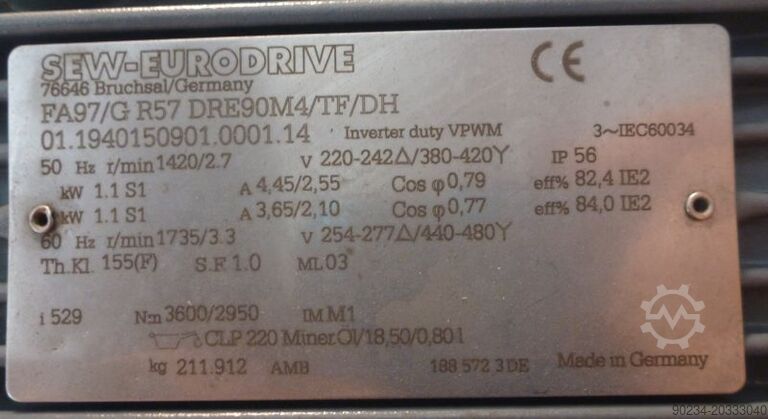 SEW-EURODRIVE CE
76646 Bruchsal/Germany
FA97/G R57 DRE90M4/TF/DH
01.1940150901.0001.14 Inverter duty VPWM 3~IEC60034
50 Hz r/min 1420/2.7 V 220-242Δ/380-420Y IP 56
kW 1.1 S1 A 4,45/2,55 Cos φ 0,79 eff% 82,4 IE2
kW 1.1 S1 A 3,65/2,10 Cos φ 0,77 eff% 84,0 IE2
60 Hz r/min 1735/3.3 V 254-277Δ/440-480Y
Th.Kl. 155(F) S.F. 1.0 ML 03
i 529 Nm 3600/2950 IM M1
CLP 220 Miner.Öl/18,50/0,80 l
kg 211.912 AMB 188 572 3 DE Made in Germany
90234-20333040